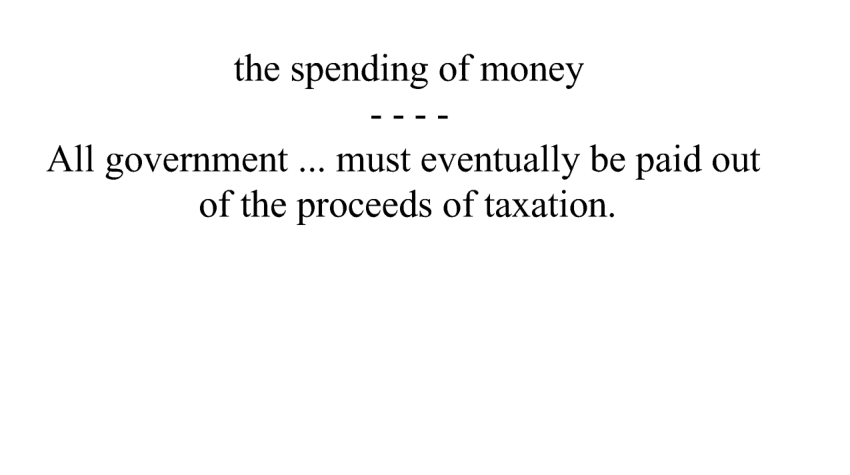 the spending of money
- - - -
All government ... must eventually be paid out
of the proceeds of taxation.